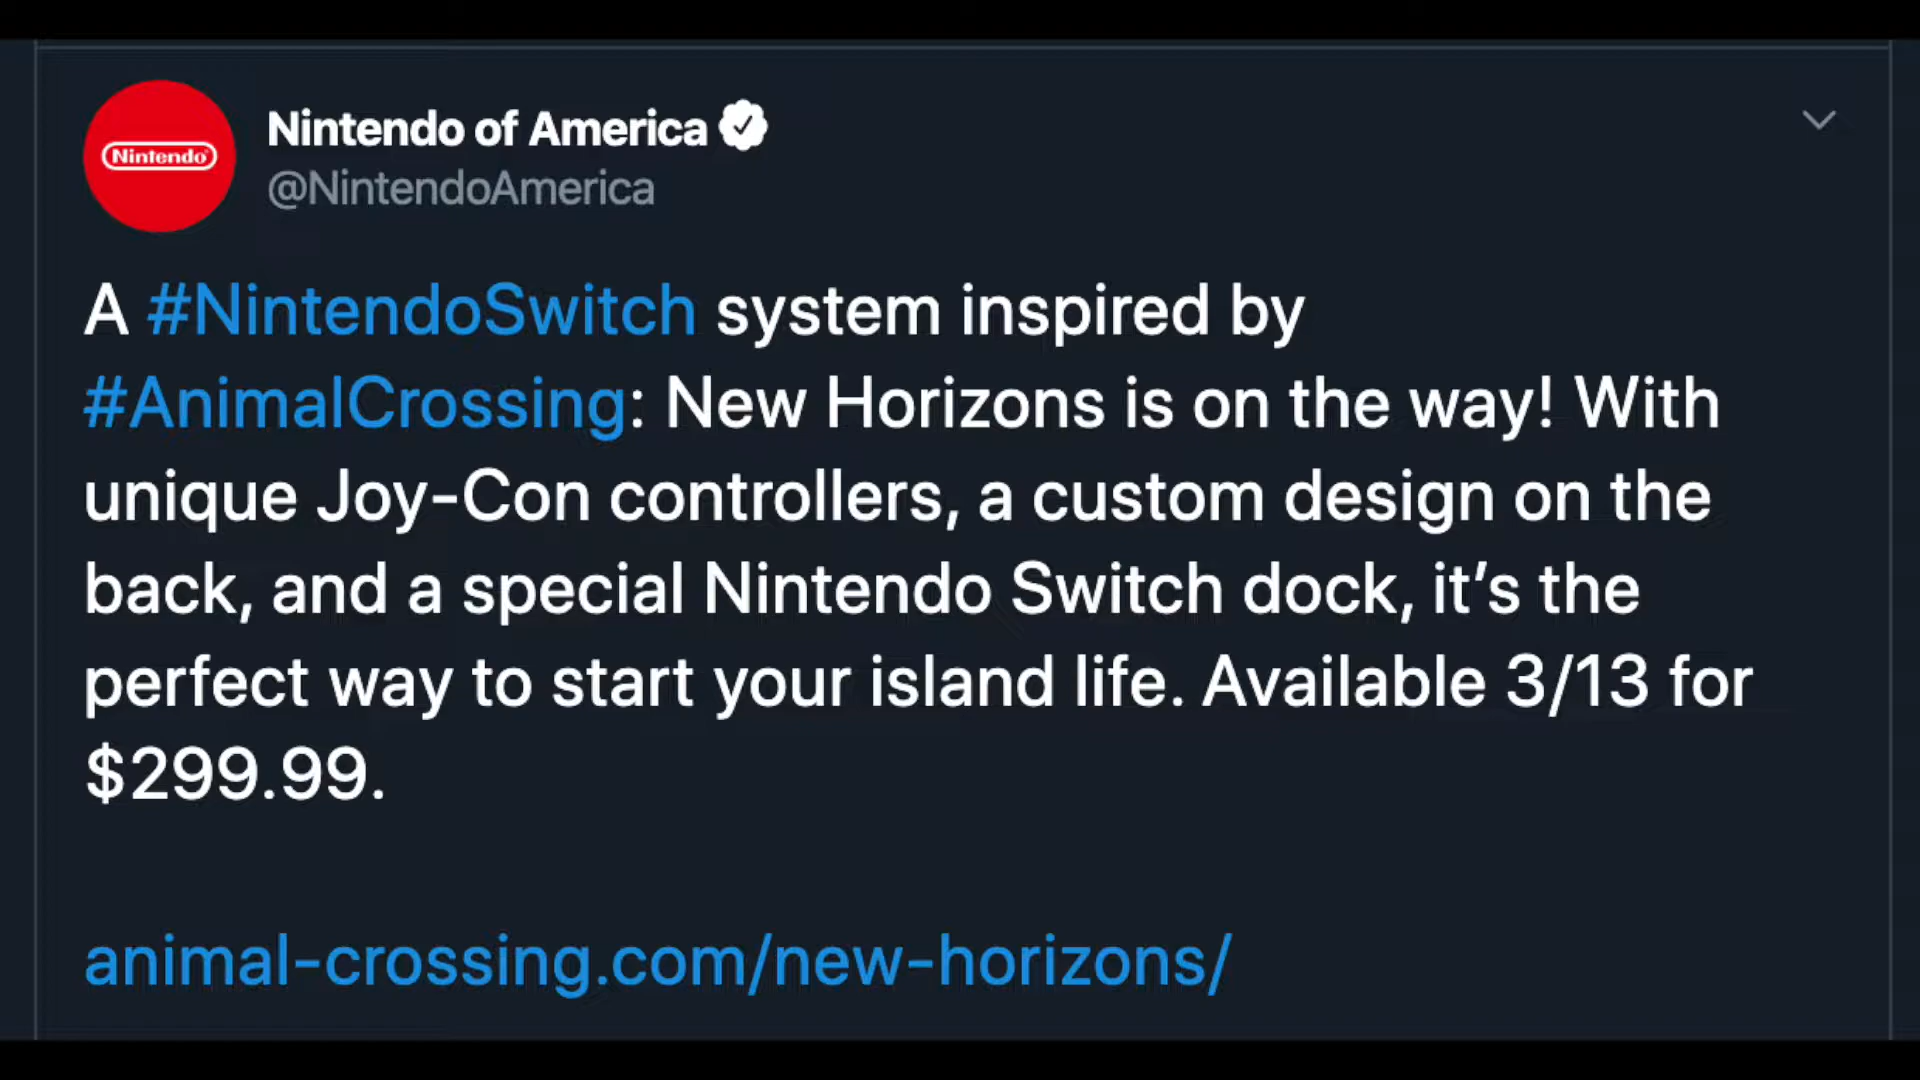 Nintendo
Nintendo of America
@NintendoAmerica
A #NintendoSwitch system inspired by
#AnimalCrossing: New Horizons is on the way! With
unique Joy-Con controllers, a custom design on the
back, and a special Nintendo Switch dock, it’s the
perfect way to start your island life. Available 3/13 for
$299.99.
animal-crossing.com/new-horizons/